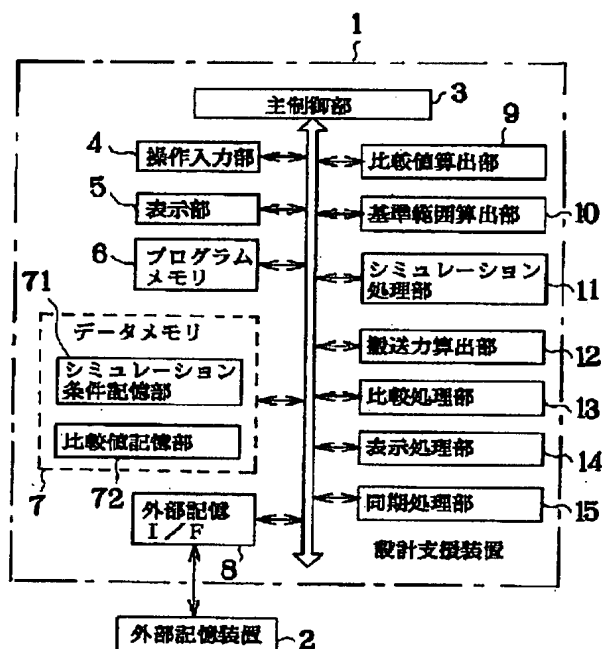 1
主制御部
3
4
操作入力部
9
比較値算出部
5
表示部
基準範囲算出部
10
6
プログラム
メモリ
シミュレーション
処理部
11
71
データメモリ
シミュレーション
条件記憶部
搬送力算出部
12
比較処理部
13
比較値記憶部
表示処理部
14
7
72
外部記憶
I/F
8
同期処理部
15
設計支援装置
外部記憶装置
2